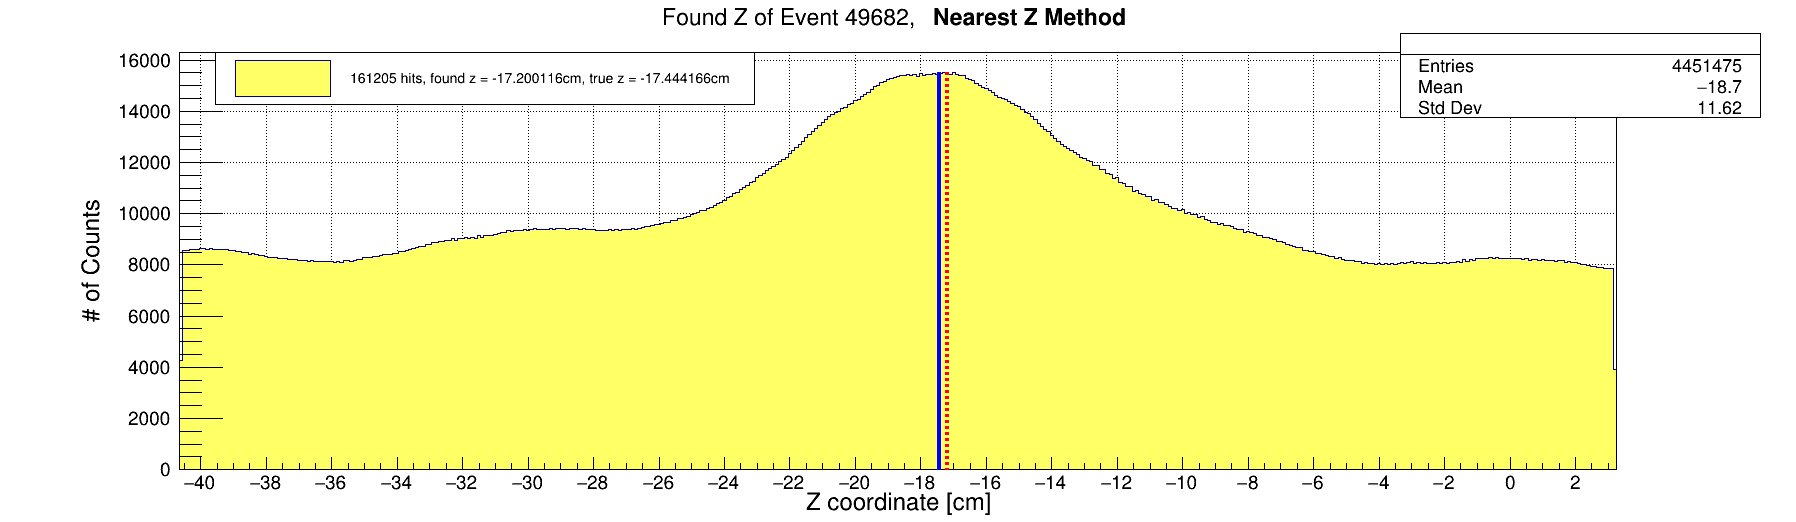 Found Z of Event 49682, Nearest Z Method
161205 hits, found z = -17.200116cm, true z = -17.444166cm
Entries 4451475
Mean −18.7
Std Dev 11.62
# of Counts
16000
14000
12000
10000
8000
6000
4000
2000
0
−40 −38 −36 −34 −32 −30 −28 −26 −24 −22 −20 −18 −16 −14 −12 −10 −8 −6 −4 −2 0 2
Z coordinate [cm]